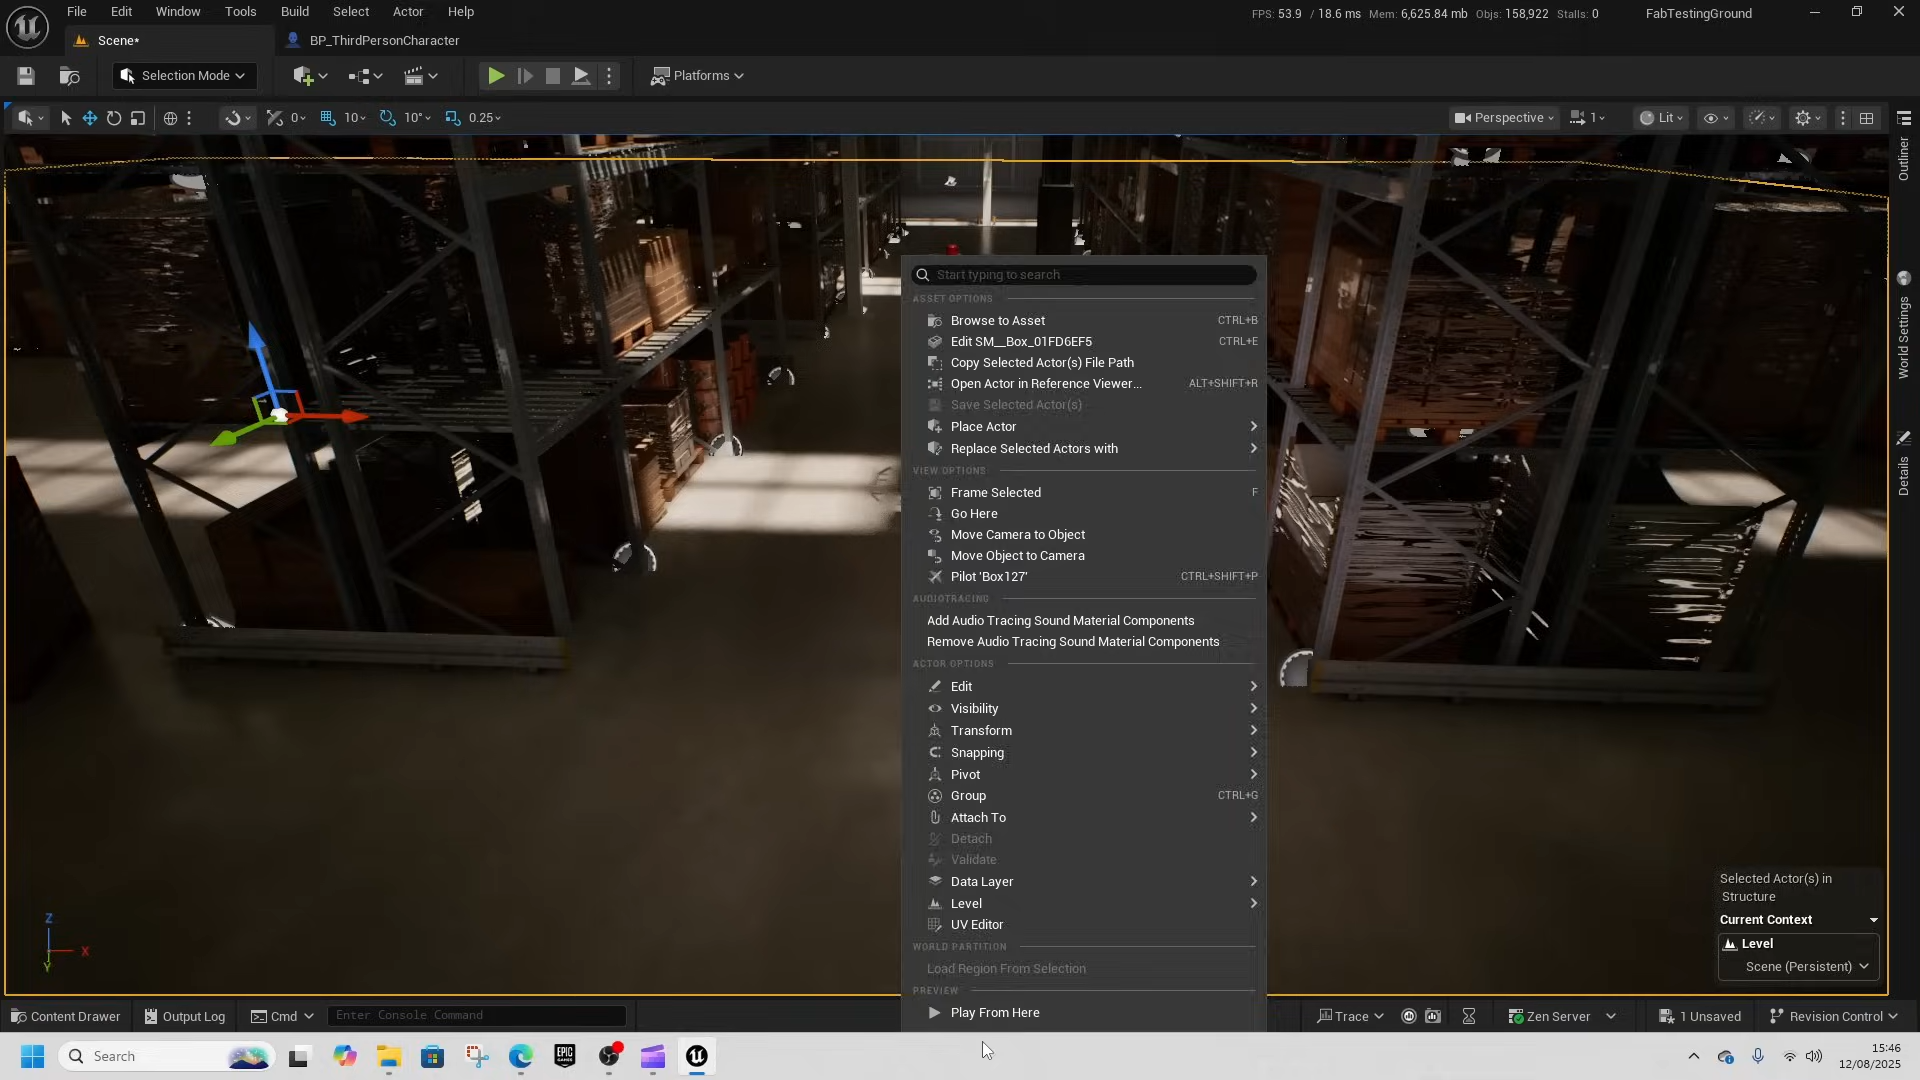 File Edit Window Tools Build Select Actor Help
FPS: 53.9 / 18.6 ms Mem: 6,625.84 mb Objs: 158,922 Stalls: 0 FabTestingGround
Scene* BP_ThirdPersonCharacter
Selection Mode Platforms
0 10 10° 0.25 Perspective 1 Lit
Outliner
World Settings
Details
Start typing to search
ASSET OPTIONS
Browse to Asset CTRL+B
Edit SM__Box_01FD6EF5 CTRL+E
Copy Selected Actor(s) File Path
Open Actor in Reference Viewer... ALT+SHIFT+R
Save Selected Actor(s)
Place Actor
Replace Selected Actors with
VIEW OPTIONS
Frame Selected F
Go Here
Move Camera to Object
Move Object to Camera
Pilot 'Box127' CTRL+SHIFT+P
AUDIOTRACING
Add Audio Tracing Sound Material Components
Remove Audio Tracing Sound Material Components
ACTOR OPTIONS
Edit
Visibility
Transform
Snapping
Pivot
Group CTRL+G
Attach To
Detach
Validate
Data Layer
Level
UV Editor
WORLD PARTITION
Load Region From Selection
PREVIEW
Play From Here
Selected Actor(s) in
Structure
Current Context
Level
Scene (Persistent)
Z
X
Y
Content Drawer Output Log Cmd Enter Console Command Trace Zen Server 1 Unsaved Revision Control
Search EPIC GAMES 15:46
12/08/2025